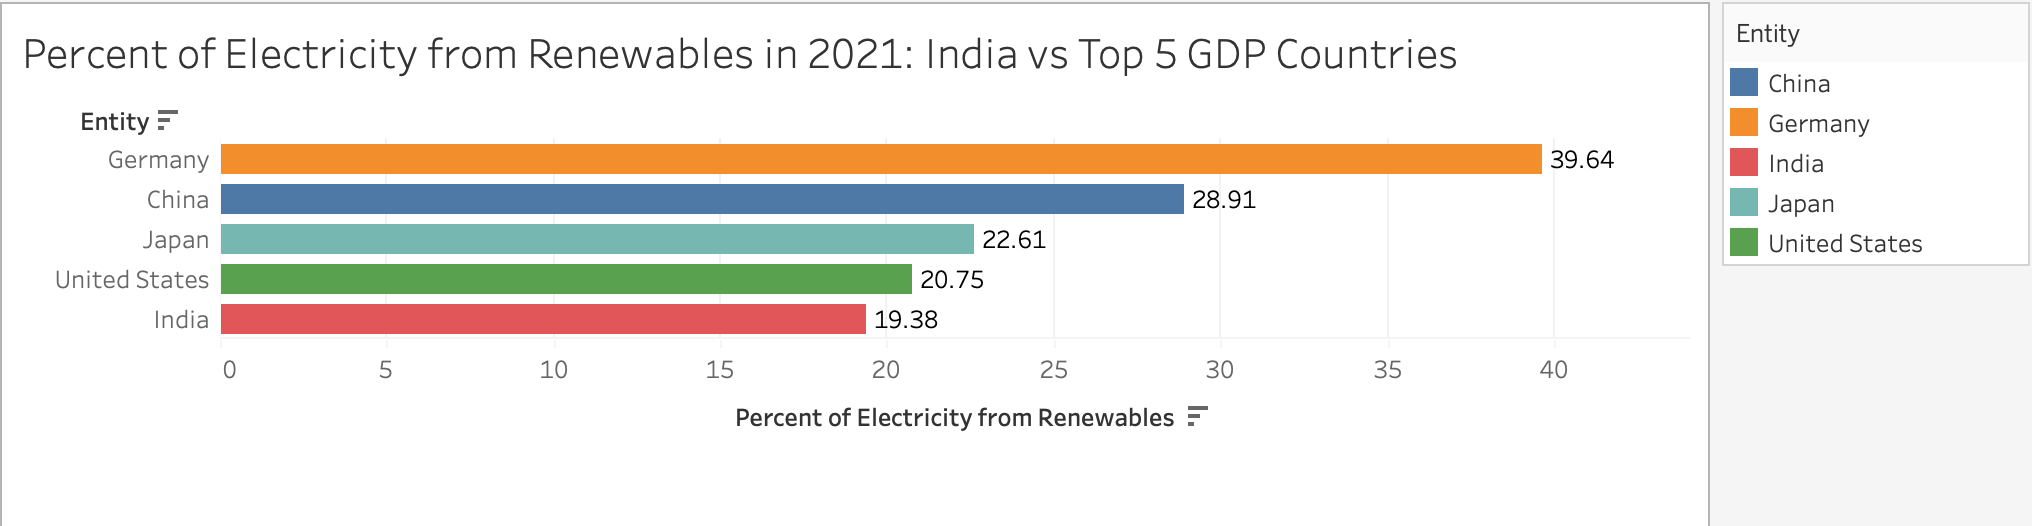 Percent of Electricity from Renewables in 2021: India vs Top 5 GDP Countries
Entity
Germany 39.64
China 28.91
Japan 22.61
United States 20.75
India 19.38
0 5 10 15 20 25 30 35 40
Percent of Electricity from Renewables
Entity
China
Germany
India
Japan
United States